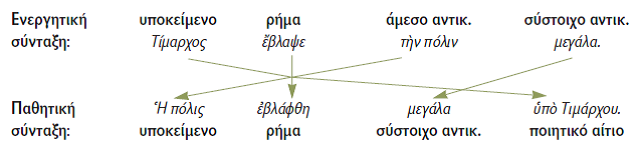 Ενεργητική υποκείμενο ρήμα άμεσο αντικ. σύστοιχο αντικ.
σύνταξη: Τίμαρχος ἔβλαψε τὴν πόλιν μεγάλα.
Παθητική Ἡ πόλις ἐβλάφθη μεγάλα ὑπὸ Τιμάρχου.
σύνταξη: υποκείμενο ρήμα σύστοιχο αντικ. ποιητικό αίτιο